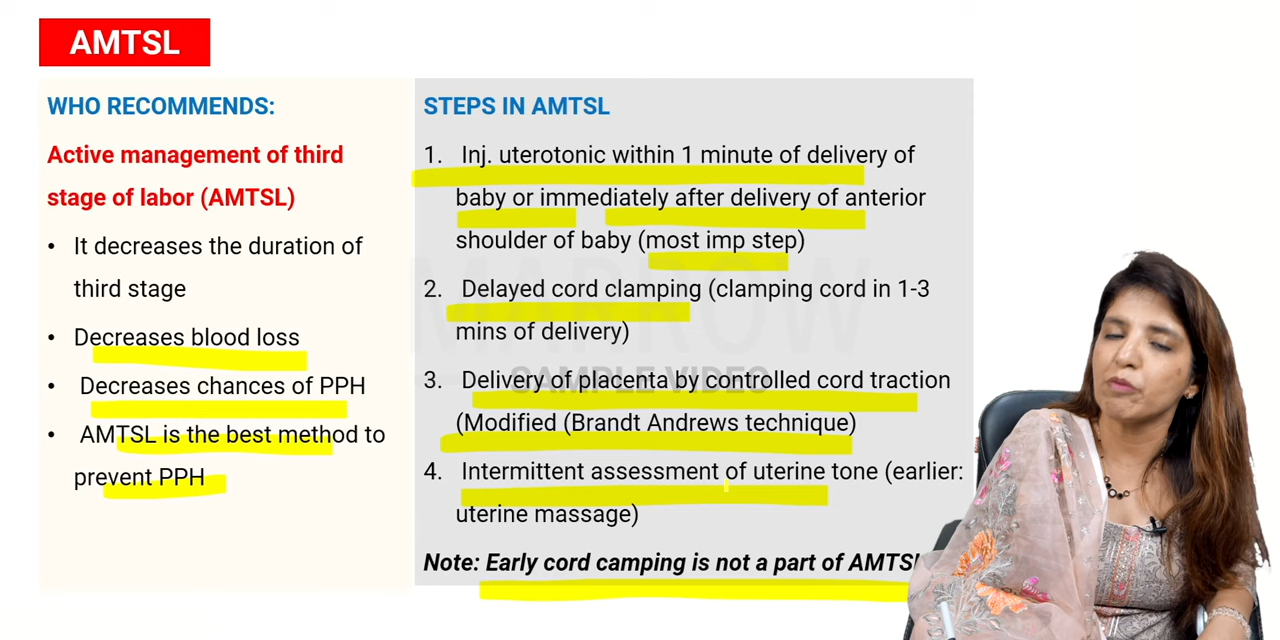 AMTSL
WHO RECOMMENDS:
Active management of third
stage of labor (AMTSL)
• It decreases the duration of
third stage
• Decreases blood loss
• Decreases chances of PPH
• AMTSL is the best method to
prevent PPH
STEPS IN AMTSL
1. Inj. uterotonic within 1 minute of delivery of
baby or immediately after delivery of anterior
shoulder of baby (most imp step)
2. Delayed cord clamping (clamping cord in 1-3
mins of delivery)
3. Delivery of placenta by controlled cord traction
(Modified (Brandt Andrews technique)
4. Intermittent assessment of uterine tone (earlier:
uterine massage)
Note: Early cord camping is not a part of AMTSL
MARROW
SAMPLE VIDEO